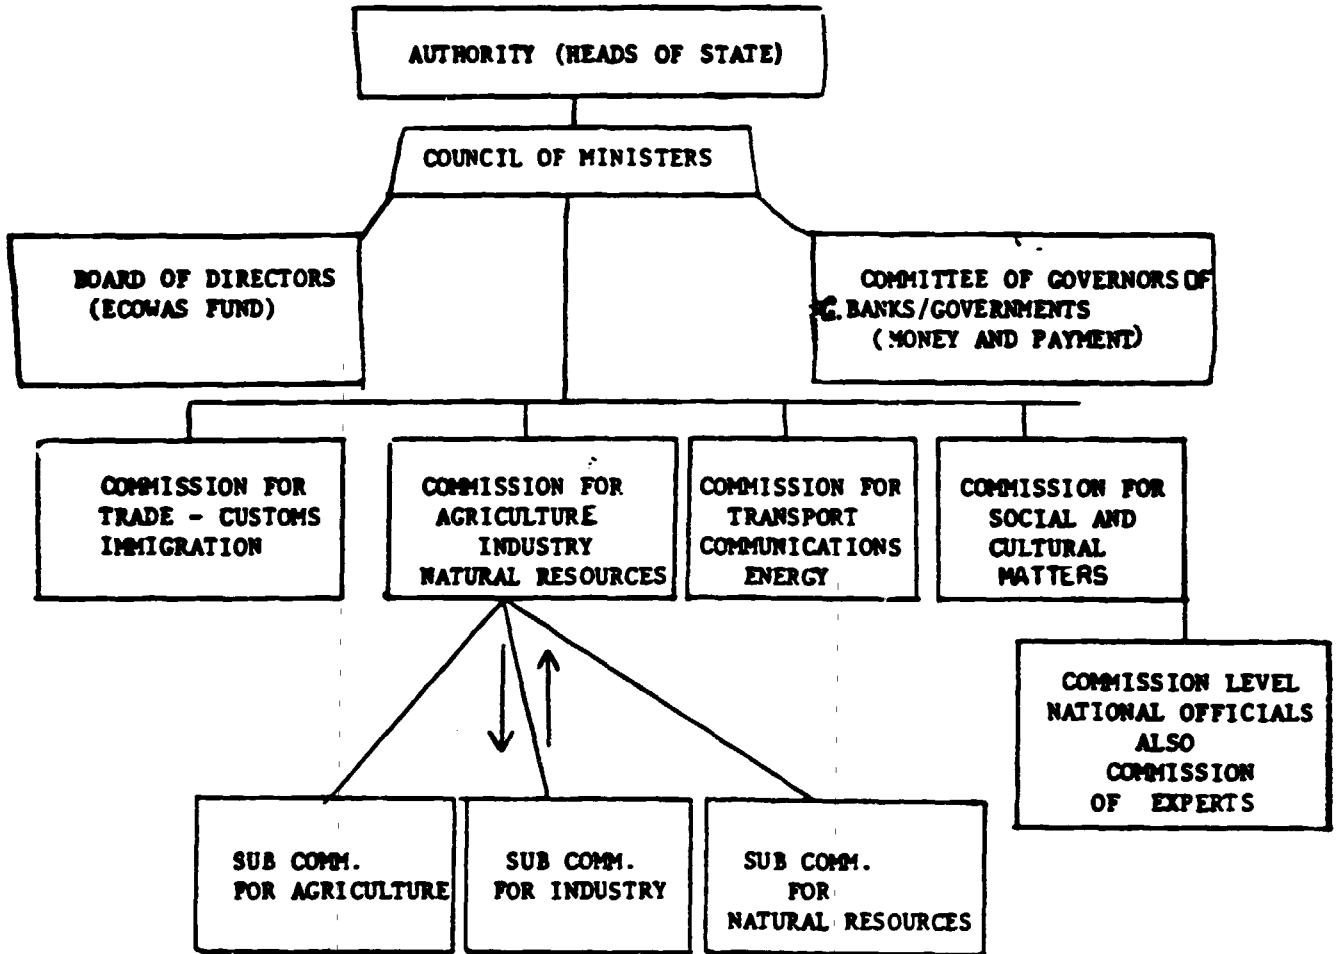 AUTHORITY (HEADS OF STATE)
COUNCIL OF MINISTERS
BOARD OF DIRECTORS
(ECOWAS FUND)
COMMITTEE OF GOVERNORS OF
C. BANKS/GOVERNMENTS
(MONEY AND PAYMENT)
COMMISSION FOR
TRADE - CUSTOMS
IMMIGRATION
COMMISSION FOR
AGRICULTURE
INDUSTRY
NATURAL RESOURCES
COMMISSION FOR
TRANSPORT
COMMUNICATIONS
ENERGY
COMMISSION FOR
SOCIAL AND
CULTURAL
MATTERS
COMMISSION LEVEL
NATIONAL OFFICIALS
ALSO
COMMISSION
OF EXPERTS
SUB COMM.
FOR AGRICULTURE
SUB COMM.
FOR INDUSTRY
SUB COMM.
FOR
NATURAL RESOURCES